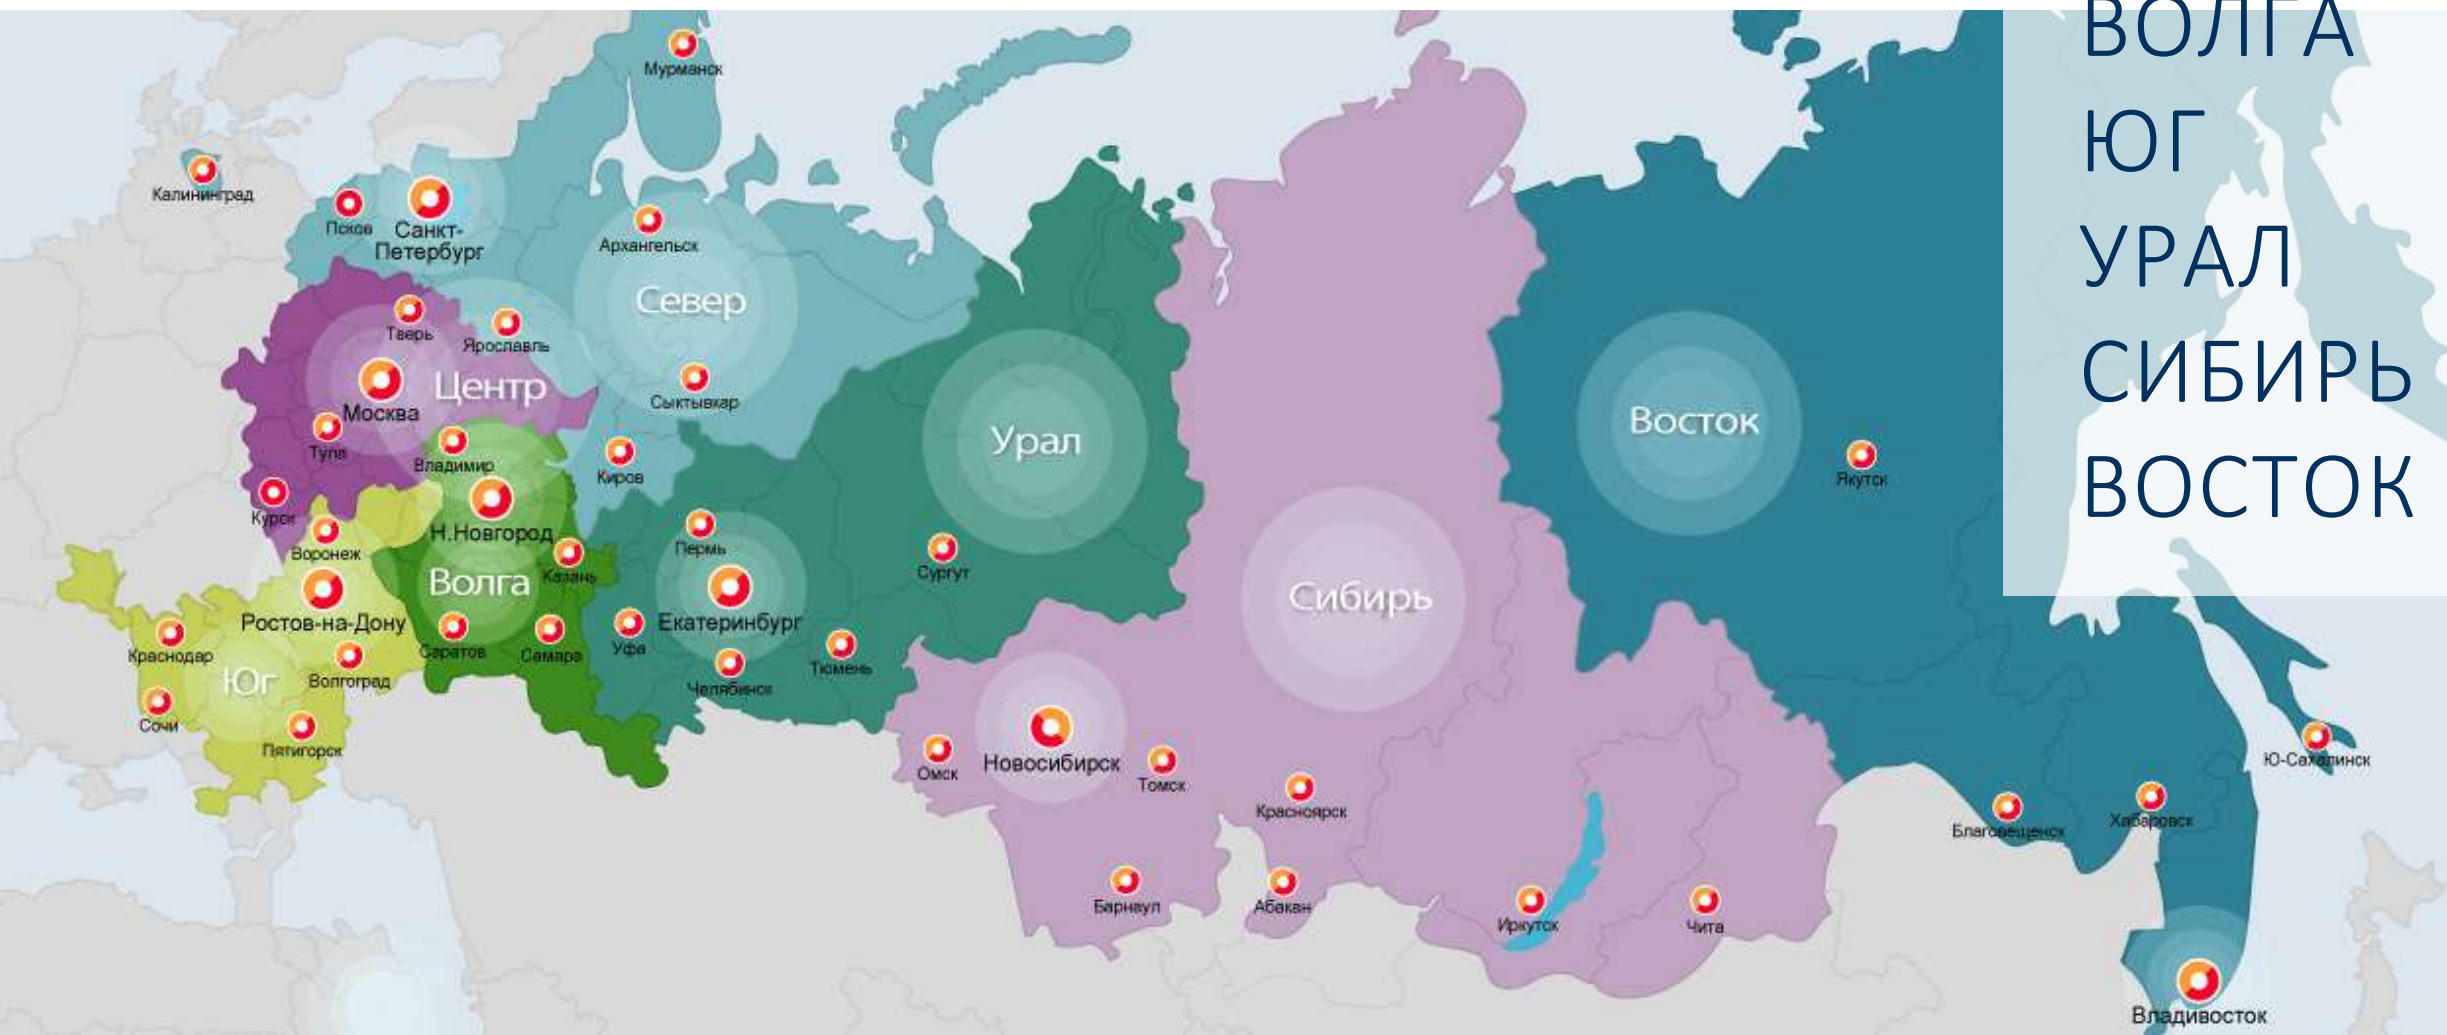 ВОЛГА
ЮГ
УРАЛ
СИБИРЬ
ВОСТОК
Мурманск
Калининград
Псков
Санкт-
Петербург
Архангельск
Север
Тверь
Ярославль
Центр
Москва
Сыктывкар
Тула
Владимир
Киров
Курск
Воронеж
Н.Новгород
Казань
Волга
Пермь
Сургут
Урал
Восток
Якутск
Сибирь
Ростов-на-Дону
Краснодар
Волгоград
Саратов
Самара
Уфа
Екатеринбург
Челябинск
Тюмень
Юг
Сочи
Пятигорск
Омск
Новосибирск
Томск
Красноярск
Барнаул
Абакан
Иркутск
Чита
Благовещенск
Хабаровск
Ю-Сахалинск
Владивосток